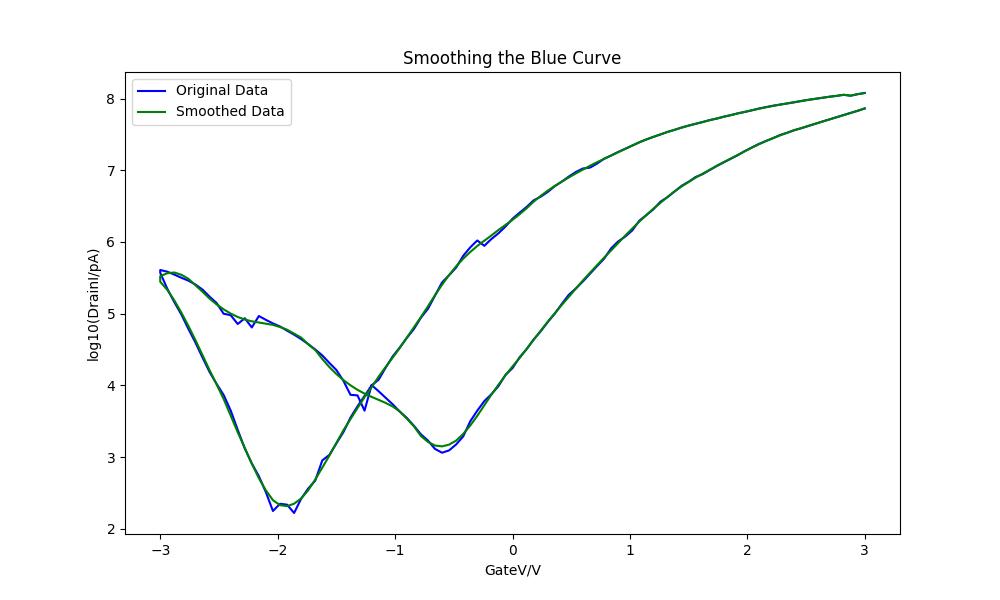 Smoothing the Blue Curve
Original Data
Smoothed Data
8
7
6
5
4
3
2
log10(DrainI/pA)
−3
−2
−1
0
1
2
3
GateV/V